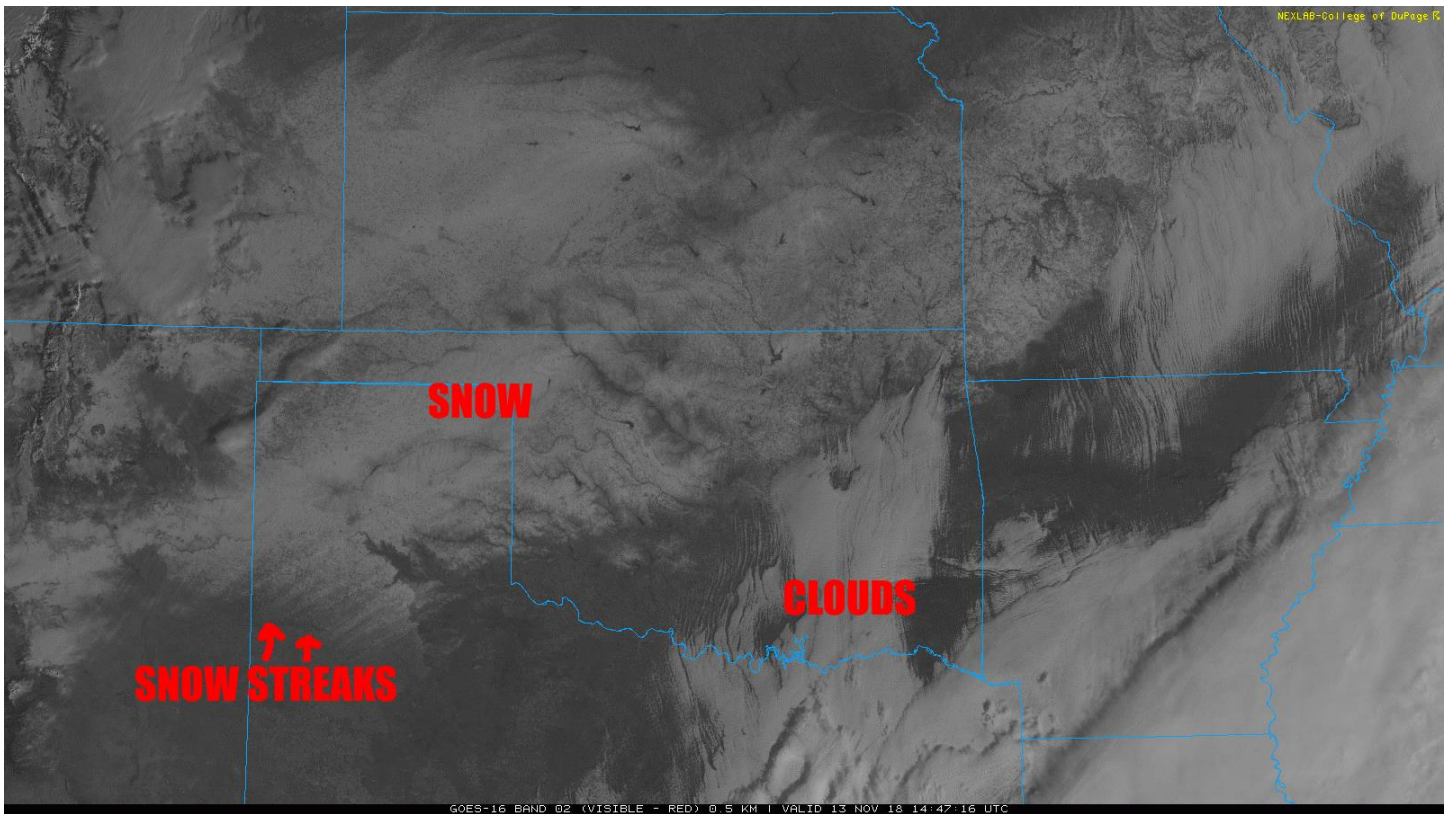 NEXLAB-College of DuPage
SNOW
CLOUDS
SNOW STREAKS
GOES-16 BAND 02 (VISIBLE - RED) 0.5 KM | VALID 13 NOV 18 14:47:16 UTC